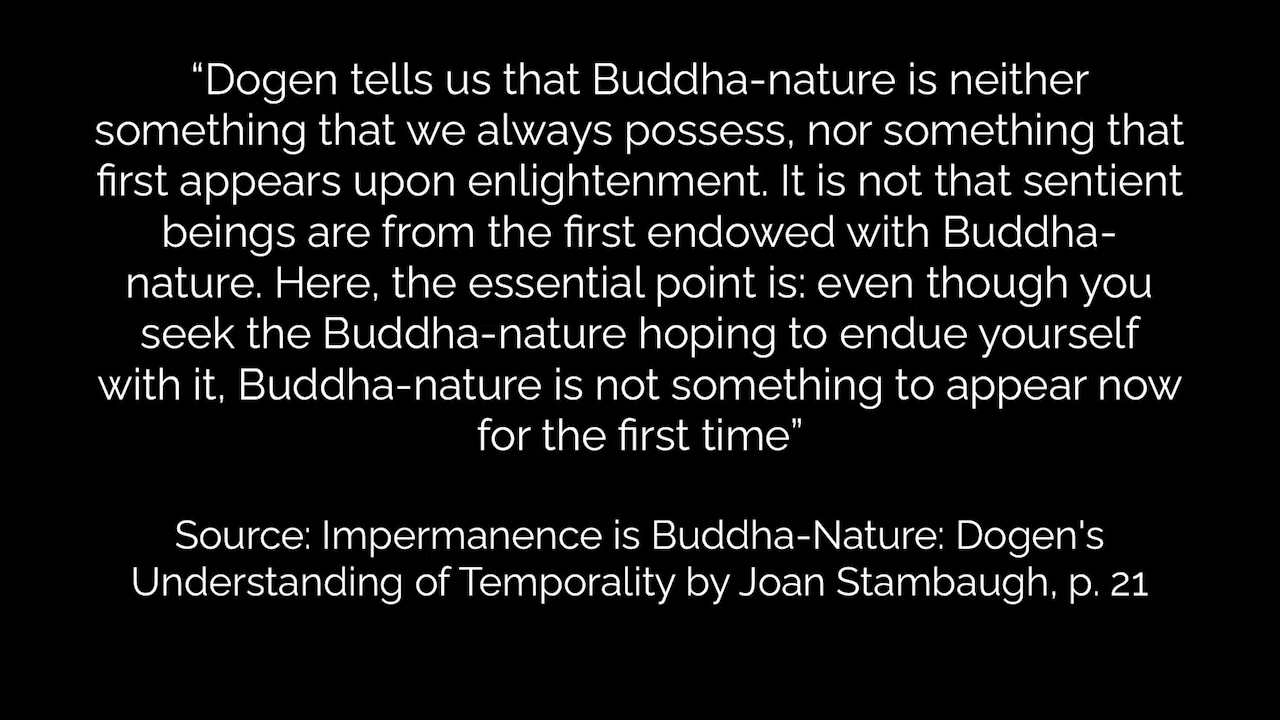 “Dogen tells us that Buddha-nature is neither
something that we always possess, nor something that
first appears upon enlightenment. It is not that sentient
beings are from the first endowed with Buddha-
nature. Here, the essential point is: even though you
seek the Buddha-nature hoping to endue yourself
with it, Buddha-nature is not something to appear now
for the first time”
Source: Impermanence is Buddha-Nature: Dogen's
Understanding of Temporality by Joan Stambaugh, p. 21